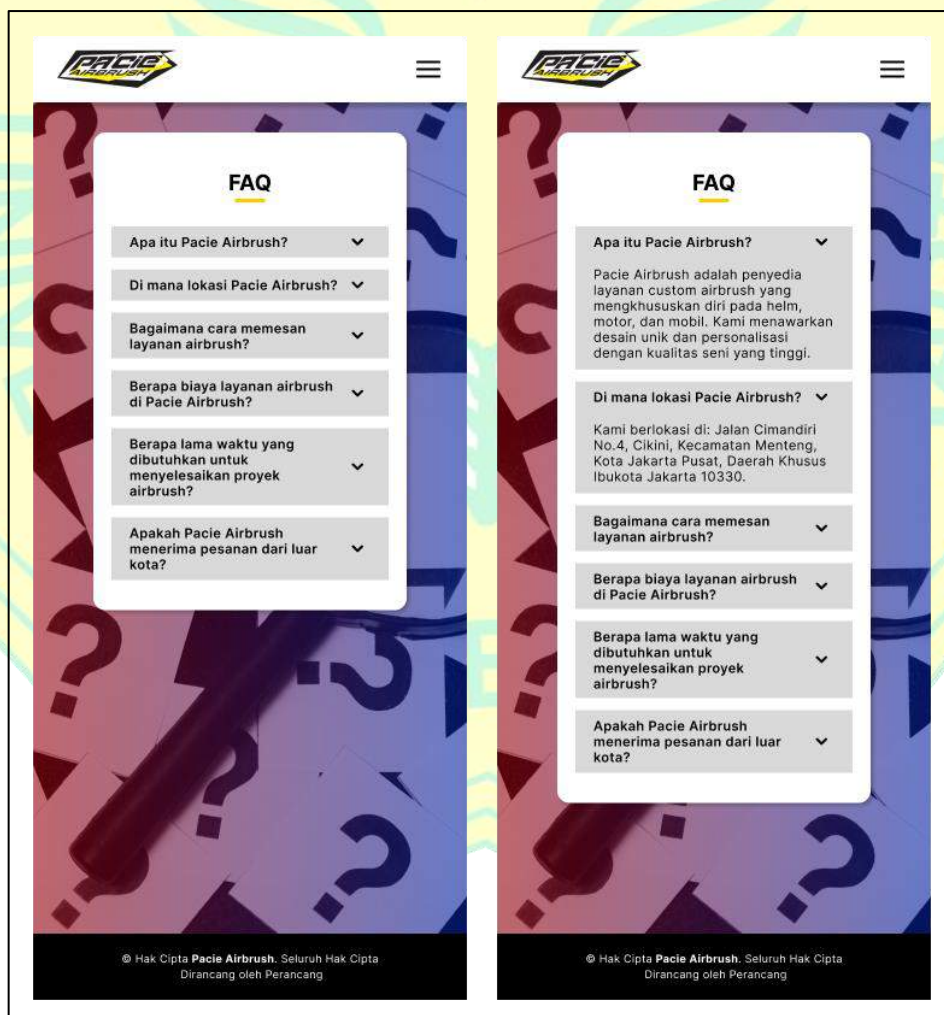 PACIE
AIRBRUSH
FAQ
Apa itu Pacie Airbrush?
Di mana lokasi Pacie Airbrush?
Bagaimana cara memesan
layanan airbrush?
Berapa biaya layanan airbrush
di Pacie Airbrush?
Berapa lama waktu yang
dibutuhkan untuk
menyelesaikan proyek
airbrush?
Apakah Pacie Airbrush
menerima pesanan dari luar
kota?
© Hak Cipta Pacie Airbrush. Seluruh Hak Cipta
Dirancang oleh Perancang
PACIE
AIRBRUSH
FAQ
Apa itu Pacie Airbrush?
Pacie Airbrush adalah penyedia
layanan custom airbrush yang
mengkhususkan diri pada helm,
motor, dan mobil. Kami menawarkan
desain unik dan personalisasi
dengan kualitas seni yang tinggi.
Di mana lokasi Pacie Airbrush?
Kami berlokasi di: Jalan Cimandiri
No.4, Cikini, Kecamatan Menteng,
Kota Jakarta Pusat, Daerah Khusus
Ibukota Jakarta 10330.
Bagaimana cara memesan
layanan airbrush?
Berapa biaya layanan airbrush
di Pacie Airbrush?
Berapa lama waktu yang
dibutuhkan untuk
menyelesaikan proyek
airbrush?
Apakah Pacie Airbrush
menerima pesanan dari luar
kota?
© Hak Cipta Pacie Airbrush. Seluruh Hak Cipta
Dirancang oleh Perancang